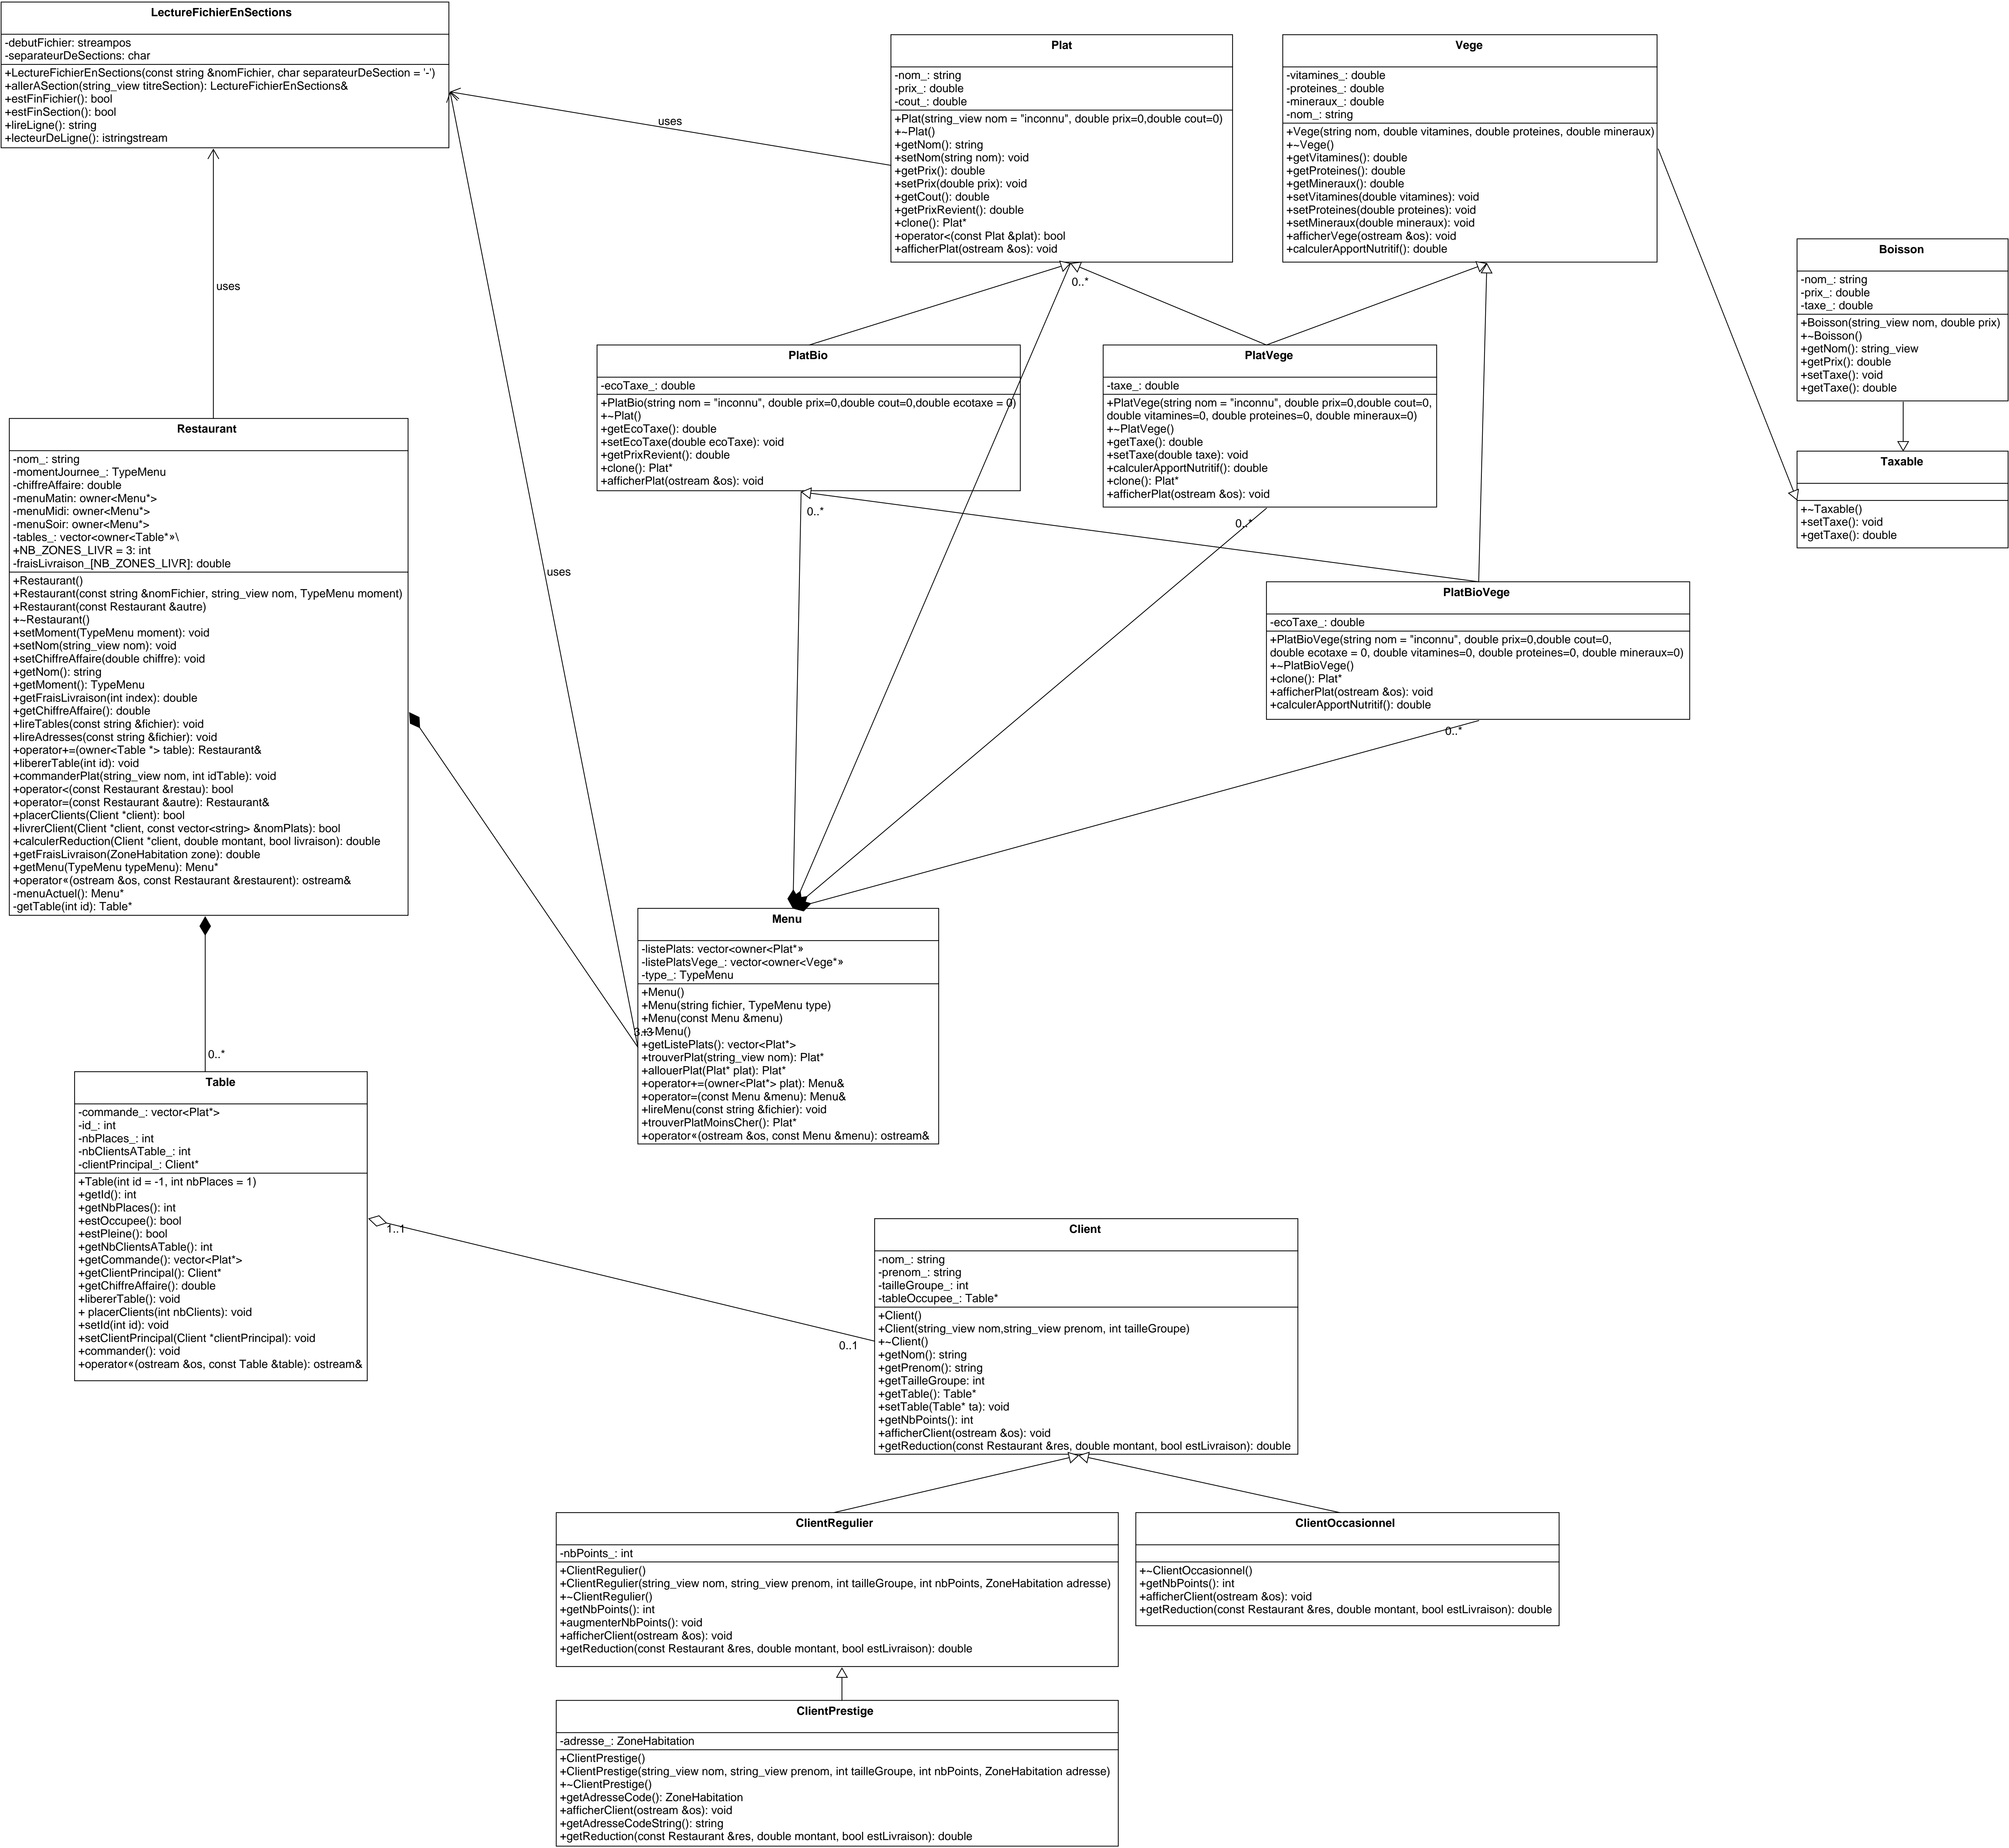 LectureFichierEnSections
-debutFichier: streampos
-separateurDeSections: char
+LectureFichierEnSections(const string &nomFichier, char separateurDeSection = '-')
+allerASection(string_view titreSection): LectureFichierEnSections&
+estFinFichier(): bool
+estFinSection(): bool
+lireLigne(): string
+lecteurDeLigne(): istringstream
Plat
-nom_: string
-prix_: double
-cout_: double
+Plat(string_view nom = "inconnu", double prix=0,double cout=0)
+~Plat()
+getNom(): string
+setNom(string nom): void
+getPrix(): double
+setPrix(double prix): void
+getCout(): double
+getPrixRevient(): double
+clone(): Plat*
+operator<(const Plat &plat): bool
+afficherPlat(ostream &os): void
Vege
-vitamines_: double
-proteines_: double
-mineraux_: double
-nom_: string
+Vege(string nom, double vitamines, double proteines, double mineraux)
+~Vege()
+getVitamines(): double
+getProteines(): double
+getMineraux(): double
+setVitamines(double vitamines): void
+setProteines(double proteines): void
+setMineraux(double mineraux): void
+afficherVege(ostream &os): void
+calculerApportNutritif(): double
uses
uses
uses
Boisson
-nom_: string
-prix_: double
-taxe_: double
+Boisson(string_view nom, double prix)
+~Boisson()
+getNom(): string_view
+getPrix(): double
+setTaxe(): void
+getTaxe(): double
0..*
PlatBio
-ecoTaxe_: double
+PlatBio(string nom = "inconnu", double prix=0,double cout=0,double ecotaxe = 0)
+~Plat()
+getEcoTaxe(): double
+setEcoTaxe(double ecoTaxe): void
+getPrixRevient(): double
+clone(): Plat*
+afficherPlat(ostream &os): void
0..*
PlatVege
-taxe_: double
+PlatVege(string nom = "inconnu", double prix=0,double cout=0,
double vitamines=0, double proteines=0, double mineraux=0)
+~PlatVege()
+getTaxe(): double
+setTaxe(double taxe): void
+calculerApportNutritif(): double
+clone(): Plat*
+afficherPlat(ostream &os): void
0..*
Taxable
+~Taxable()
+setTaxe(): void
+getTaxe(): double
Restaurant
-nom_: string
-momentJournee_: TypeMenu
-chiffreAffaire: double
-menuMatin: owner<Menu*>
-menuMidi: owner<Menu*>
-menuSoir: owner<Menu*>
-tables_: vector<owner<Table*»\
+NB_ZONES_LIVR = 3: int
-fraisLivraison_[NB_ZONES_LIVR]: double
+Restaurant()
+Restaurant(const string &nomFichier, string_view nom, TypeMenu moment)
+Restaurant(const Restaurant &autre)
+~Restaurant()
+setMoment(TypeMenu moment): void
+setNom(string_view nom): void
+setChiffreAffaire(double chiffre): void
+getNom(): string
+getMoment(): TypeMenu
+getFraisLivraison(int index): double
+getChiffreAffaire(): double
+lireTables(const string &fichier): void
+lireAdresses(const string &fichier): void
+operator+=(owner<Table *> table): Restaurant&
+libererTable(int id): void
+commanderPlat(string_view nom, int idTable): void
+operator<(const Restaurant &restau): bool
+operator=(const Restaurant &autre): Restaurant&
+placerClients(Client *client): bool
+livrerClient(Client *client, const vector<string> &nomPlats): bool
+calculerReduction(Client *client, double montant, bool livraison): double
+getFraisLivraison(ZoneHabitation zone): double
+getMenu(TypeMenu typeMenu): Menu*
+operator«(ostream &os, const Restaurant &restaurent): ostream&
-menuActuel(): Menu*
-getTable(int id): Table*
PlatBioVege
-ecoTaxe_: double
+PlatBioVege(string nom = "inconnu", double prix=0,double cout=0,
double ecotaxe = 0, double vitamines=0, double proteines=0, double mineraux=0)
+~PlatBioVege()
+clone(): Plat*
+afficherPlat(ostream &os): void
+calculerApportNutritif(): double
0..*
Menu
-listePlats: vector<owner<Plat*»
-listePlatsVege_: vector<owner<Vege*»
-type_: TypeMenu
+Menu()
+Menu(string fichier, TypeMenu type)
+Menu(const Menu &menu)
3..3
+~Menu()
+getListePlats(): vector<Plat*>
+trouverPlat(string_view nom): Plat*
+allouerPlat(Plat* plat): Plat*
+operator+=(owner<Plat*> plat): Menu&
+operator=(const Menu &menu): Menu&
+lireMenu(const string &fichier): void
+trouverPlatMoinsCher(): Plat*
+operator«(ostream &os, const Menu &menu): ostream&
0..*
Table
-commande_: vector<Plat*>
-id_: int
-nbPlaces_: int
-nbClientsATable_: int
-clientPrincipal_: Client*
+Table(int id = -1, int nbPlaces = 1)
+getId(): int
+getNbPlaces(): int
+estOccupee(): bool
+estPleine(): bool
+getNbClientsATable(): int
+getCommande(): vector<Plat*>
+getClientPrincipal(): Client*
+getChiffreAffaire(): double
+libererTable(): void
+ placerClients(int nbClients): void
+setId(int id): void
+setClientPrincipal(Client *clientPrincipal): void
+commander(): void
+operator«(ostream &os, const Table &table): ostream&
1..1
0..1
Client
-nom_: string
-prenom_: string
-tailleGroupe_: int
-tableOccupee_: Table*
+Client()
+Client(string_view nom,string_view prenom, int tailleGroupe)
+~Client()
+getNom(): string
+getPrenom(): string
+getTailleGroupe: int
+getTable(): Table*
+setTable(Table* ta): void
+getNbPoints(): int
+afficherClient(ostream &os): void
+getReduction(const Restaurant &res, double montant, bool estLivraison): double
ClientRegulier
-nbPoints_: int
+ClientRegulier()
+ClientRegulier(string_view nom, string_view prenom, int tailleGroupe, int nbPoints, ZoneHabitation adresse)
+~ClientRegulier()
+getNbPoints(): int
+augmenterNbPoints(): void
+afficherClient(ostream &os): void
+getReduction(const Restaurant &res, double montant, bool estLivraison): double
ClientOccasionnel
+~ClientOccasionnel()
+getNbPoints(): int
+afficherClient(ostream &os): void
+getReduction(const Restaurant &res, double montant, bool estLivraison): double
ClientPrestige
-adresse_: ZoneHabitation
+ClientPrestige()
+ClientPrestige(string_view nom, string_view prenom, int tailleGroupe, int nbPoints, ZoneHabitation adresse)
+~ClientPrestige()
+getAdresseCode(): ZoneHabitation
+afficherClient(ostream &os): void
+getAdresseCodeString(): string
+getReduction(const Restaurant &res, double montant, bool estLivraison): double